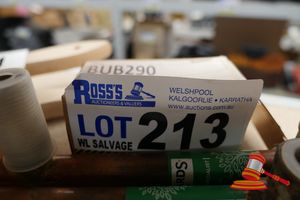 BUB290
Ross's
AUCTIONEERS & VALUERS
WELSHPOOL
KALGOORLIE • KARRATHA
www.auctions.com.au
LOT 213
WL SALVAGE